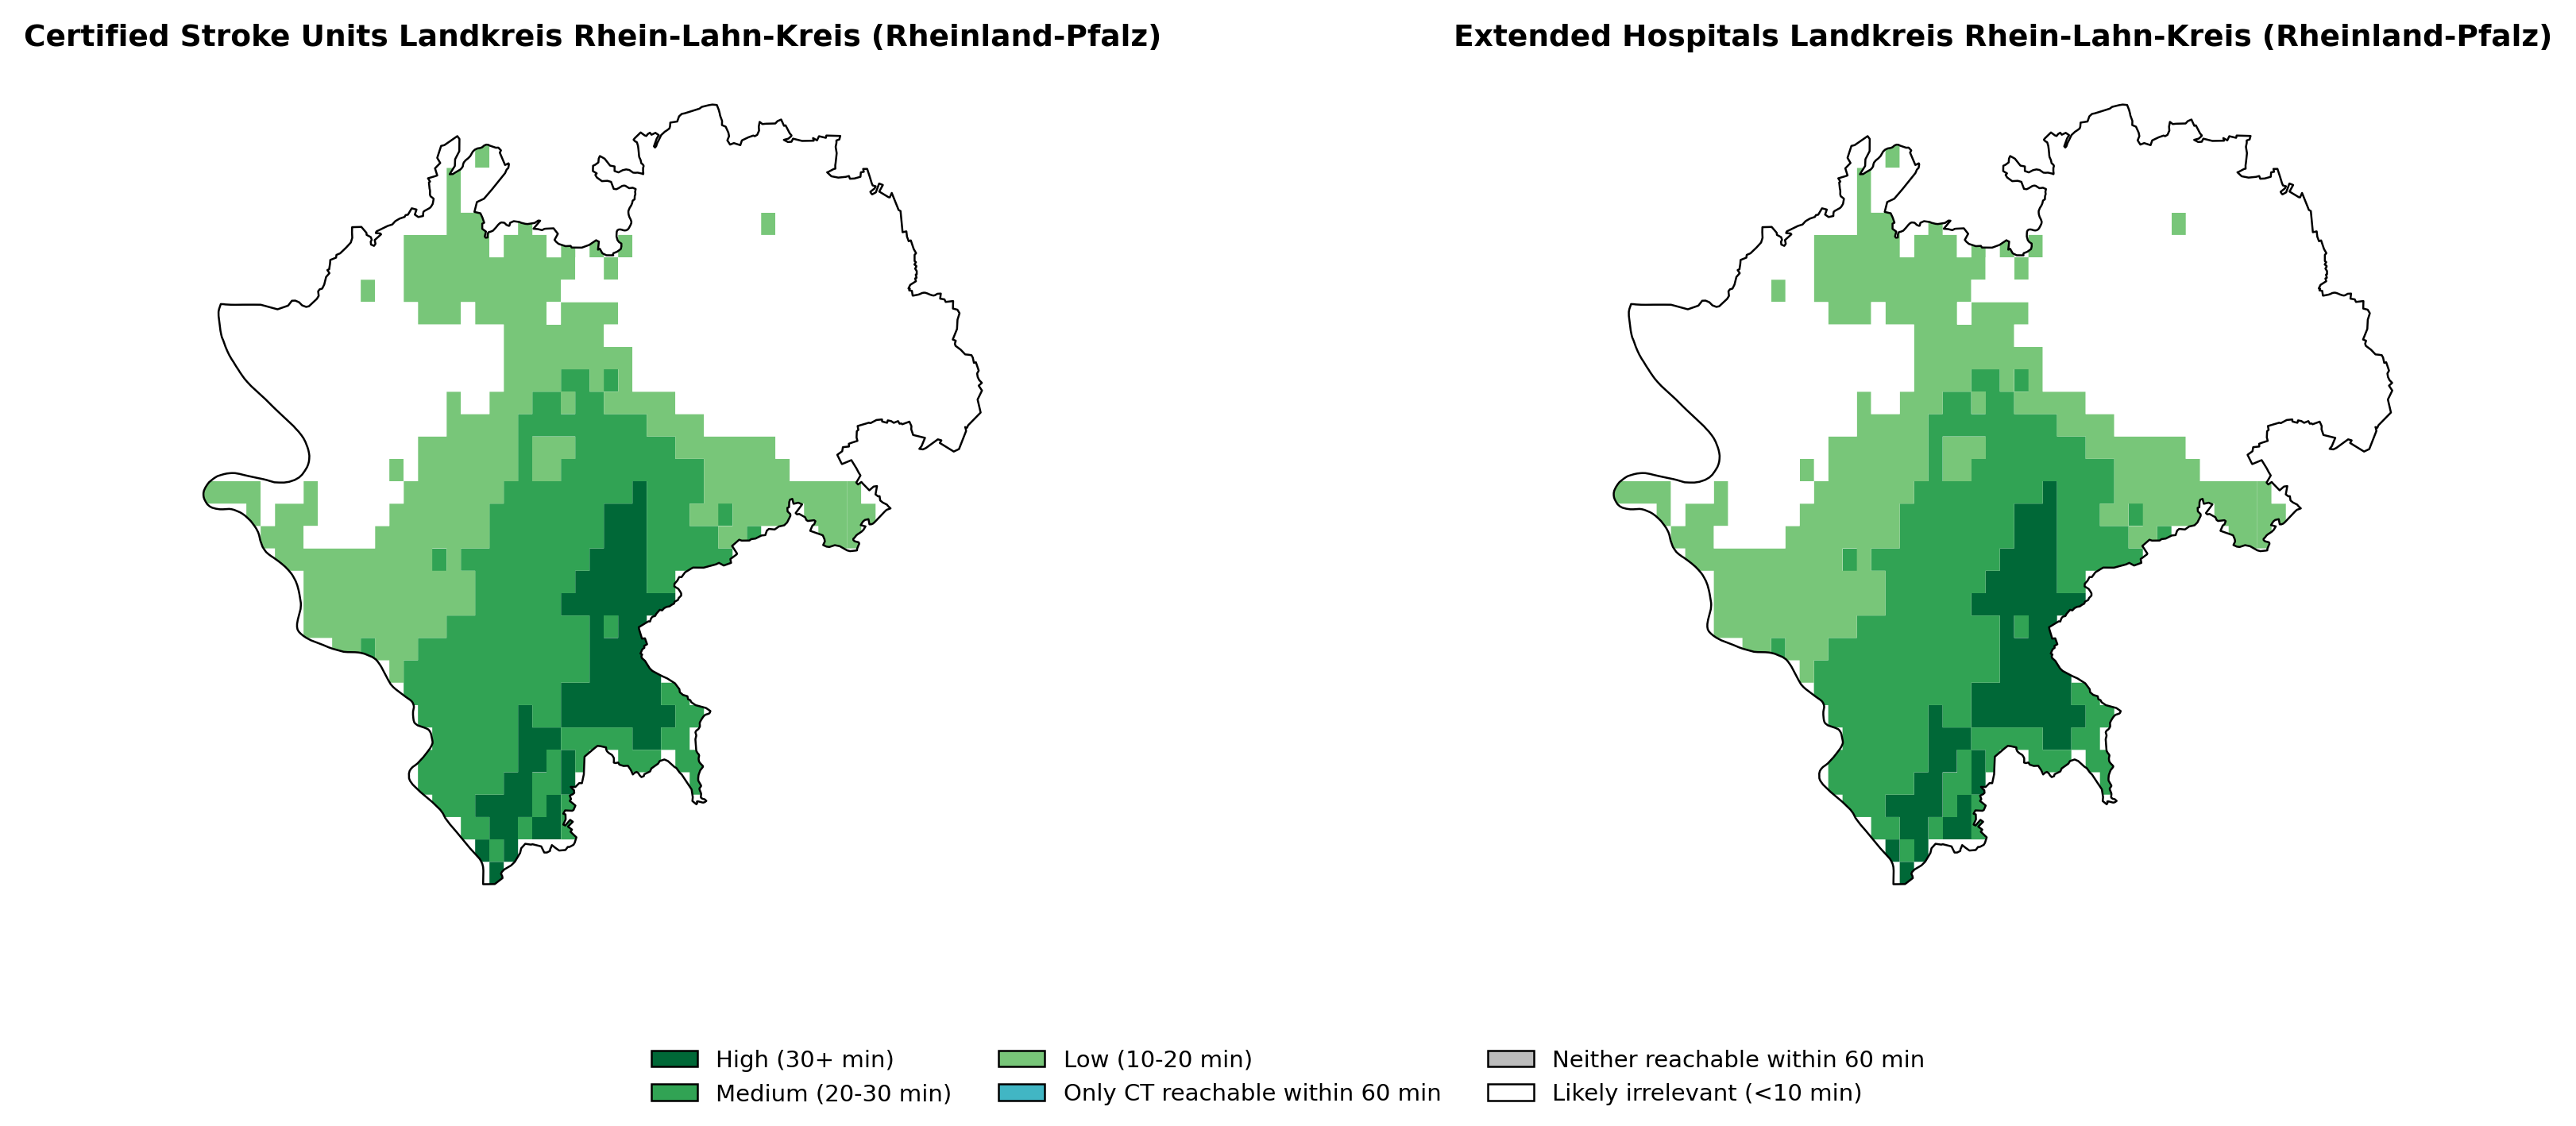 Certified Stroke Units Landkreis Rhein-Lahn-Kreis (Rheinland-Pfalz)
Extended Hospitals Landkreis Rhein-Lahn-Kreis (Rheinland-Pfalz)
High (30+ min)
Medium (20-30 min)
Low (10-20 min)
Only CT reachable within 60 min
Neither reachable within 60 min
Likely irrelevant (<10 min)